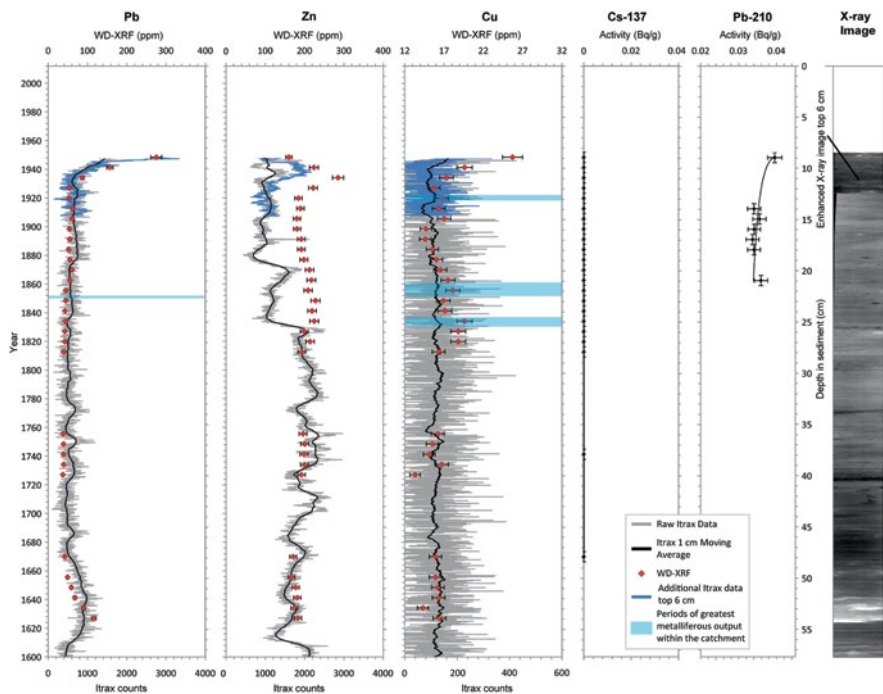 Pb
Zn
Cu
Cs-137
Pb-210
X-ray
Image
WD-XRF (ppm)
WD-XRF (ppm)
WD-XRF (ppm)
Activity (Bq/g)
Activity (Bq/g)
0 100 200 300 400
0 100 200 300 400
12 17 22 27 32
0 0.02 0.04
0.02 0.03 0.04
Year
2000
1980
1960
1940
1920
1900
1880
1860
1840
1820
1800
1780
1760
1740
1720
1700
1680
1660
1640
1620
1600
0
5
10
15
20
25
30
35
40
45
50
55
Depth in sediment (cm)
Enhanced X-ray image top 6 cm
Raw Itrax Data
Itrax 1 cm Moving
Average
WD-XRF
Additional Itrax data
top 6 cm
Periods of greatest
metalliferous output
within the catchment
0 1000 2000 3000 4000
0 1000 2000 3000 4000
0 200 400 600
Itrax counts
Itrax counts
Itrax counts